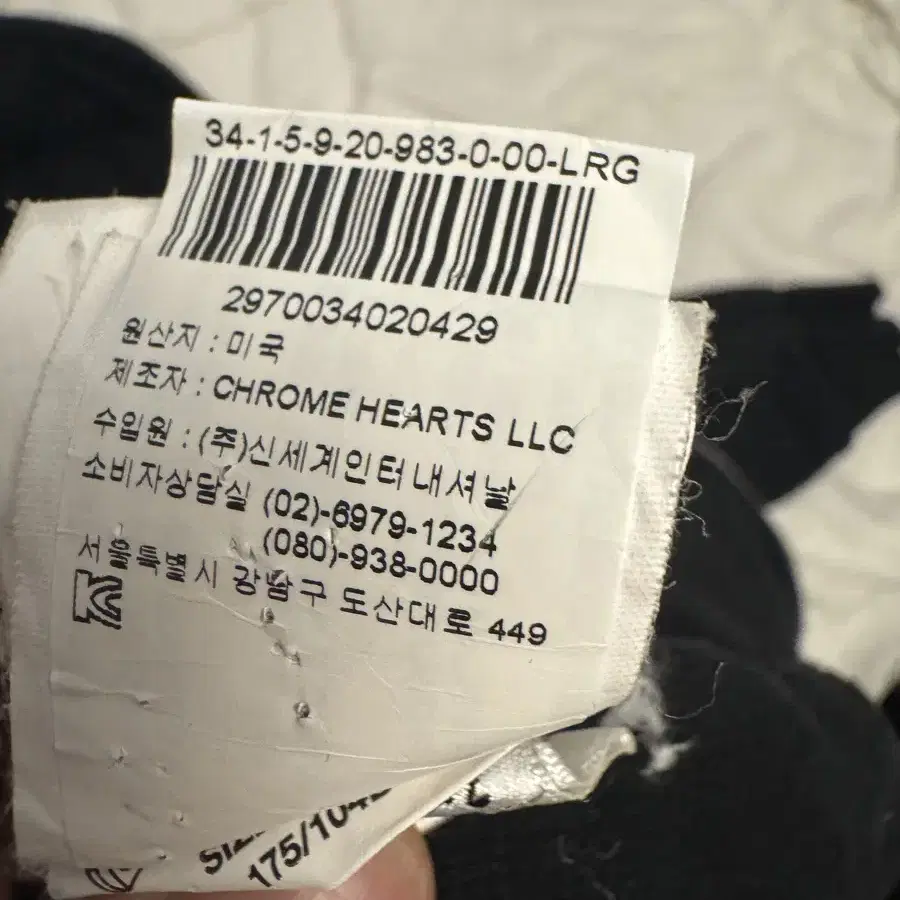 34-1-5-9-20-983-0-00-LRG
2970034020429
원산지 : 미국
제조자 : CHROME HEARTS LLC
수입원 : (주)신세계인터내셔날
소비자상담실 (02)-6979-1234
(080)-938-0000
서울특별시 강남구 도산대로 449